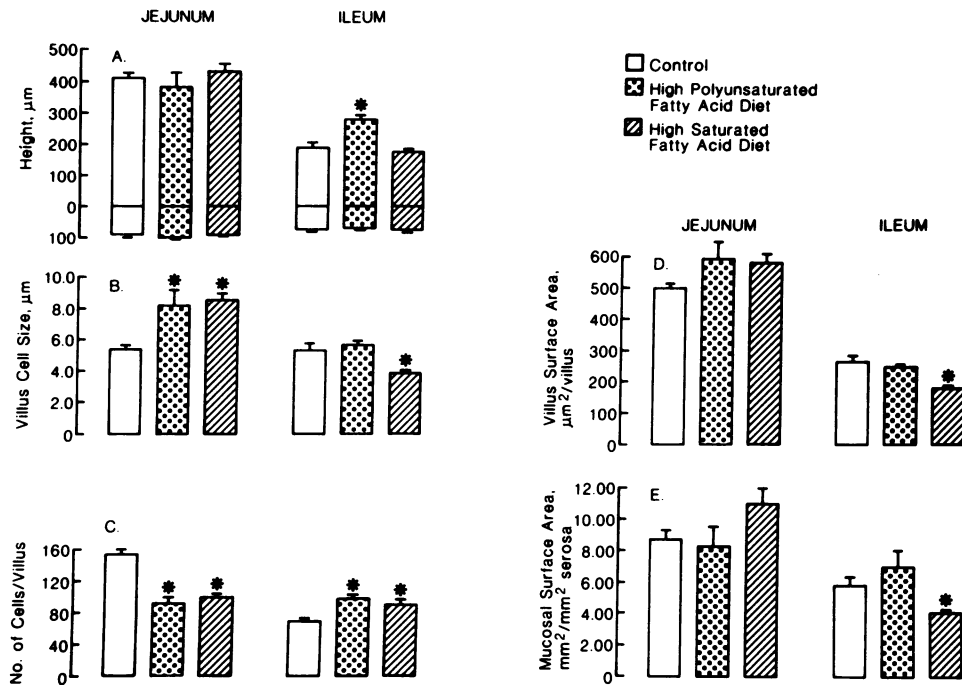 JEJUNUM ILEUM
A.
Height, μm
500
400
300
200
100
0
100
*
Control
High Polyunsaturated
Fatty Acid Diet
High Saturated
Fatty Acid Diet
B.
Villus Cell Size, μm
8.0
6.0
4.0
2.0
0
* * *
C.
No. of Cells/Villus
160
120
80
40
0
* * * *
JEJUNUM ILEUM
D.
Villus Surface Area,
μm²/villus
600
500
300
200
100
0
*
E.
Mucosal Surface Area,
mm²/mm² serosa
12.00
10.00
8.00
6.00
4.00
2.00
0
*